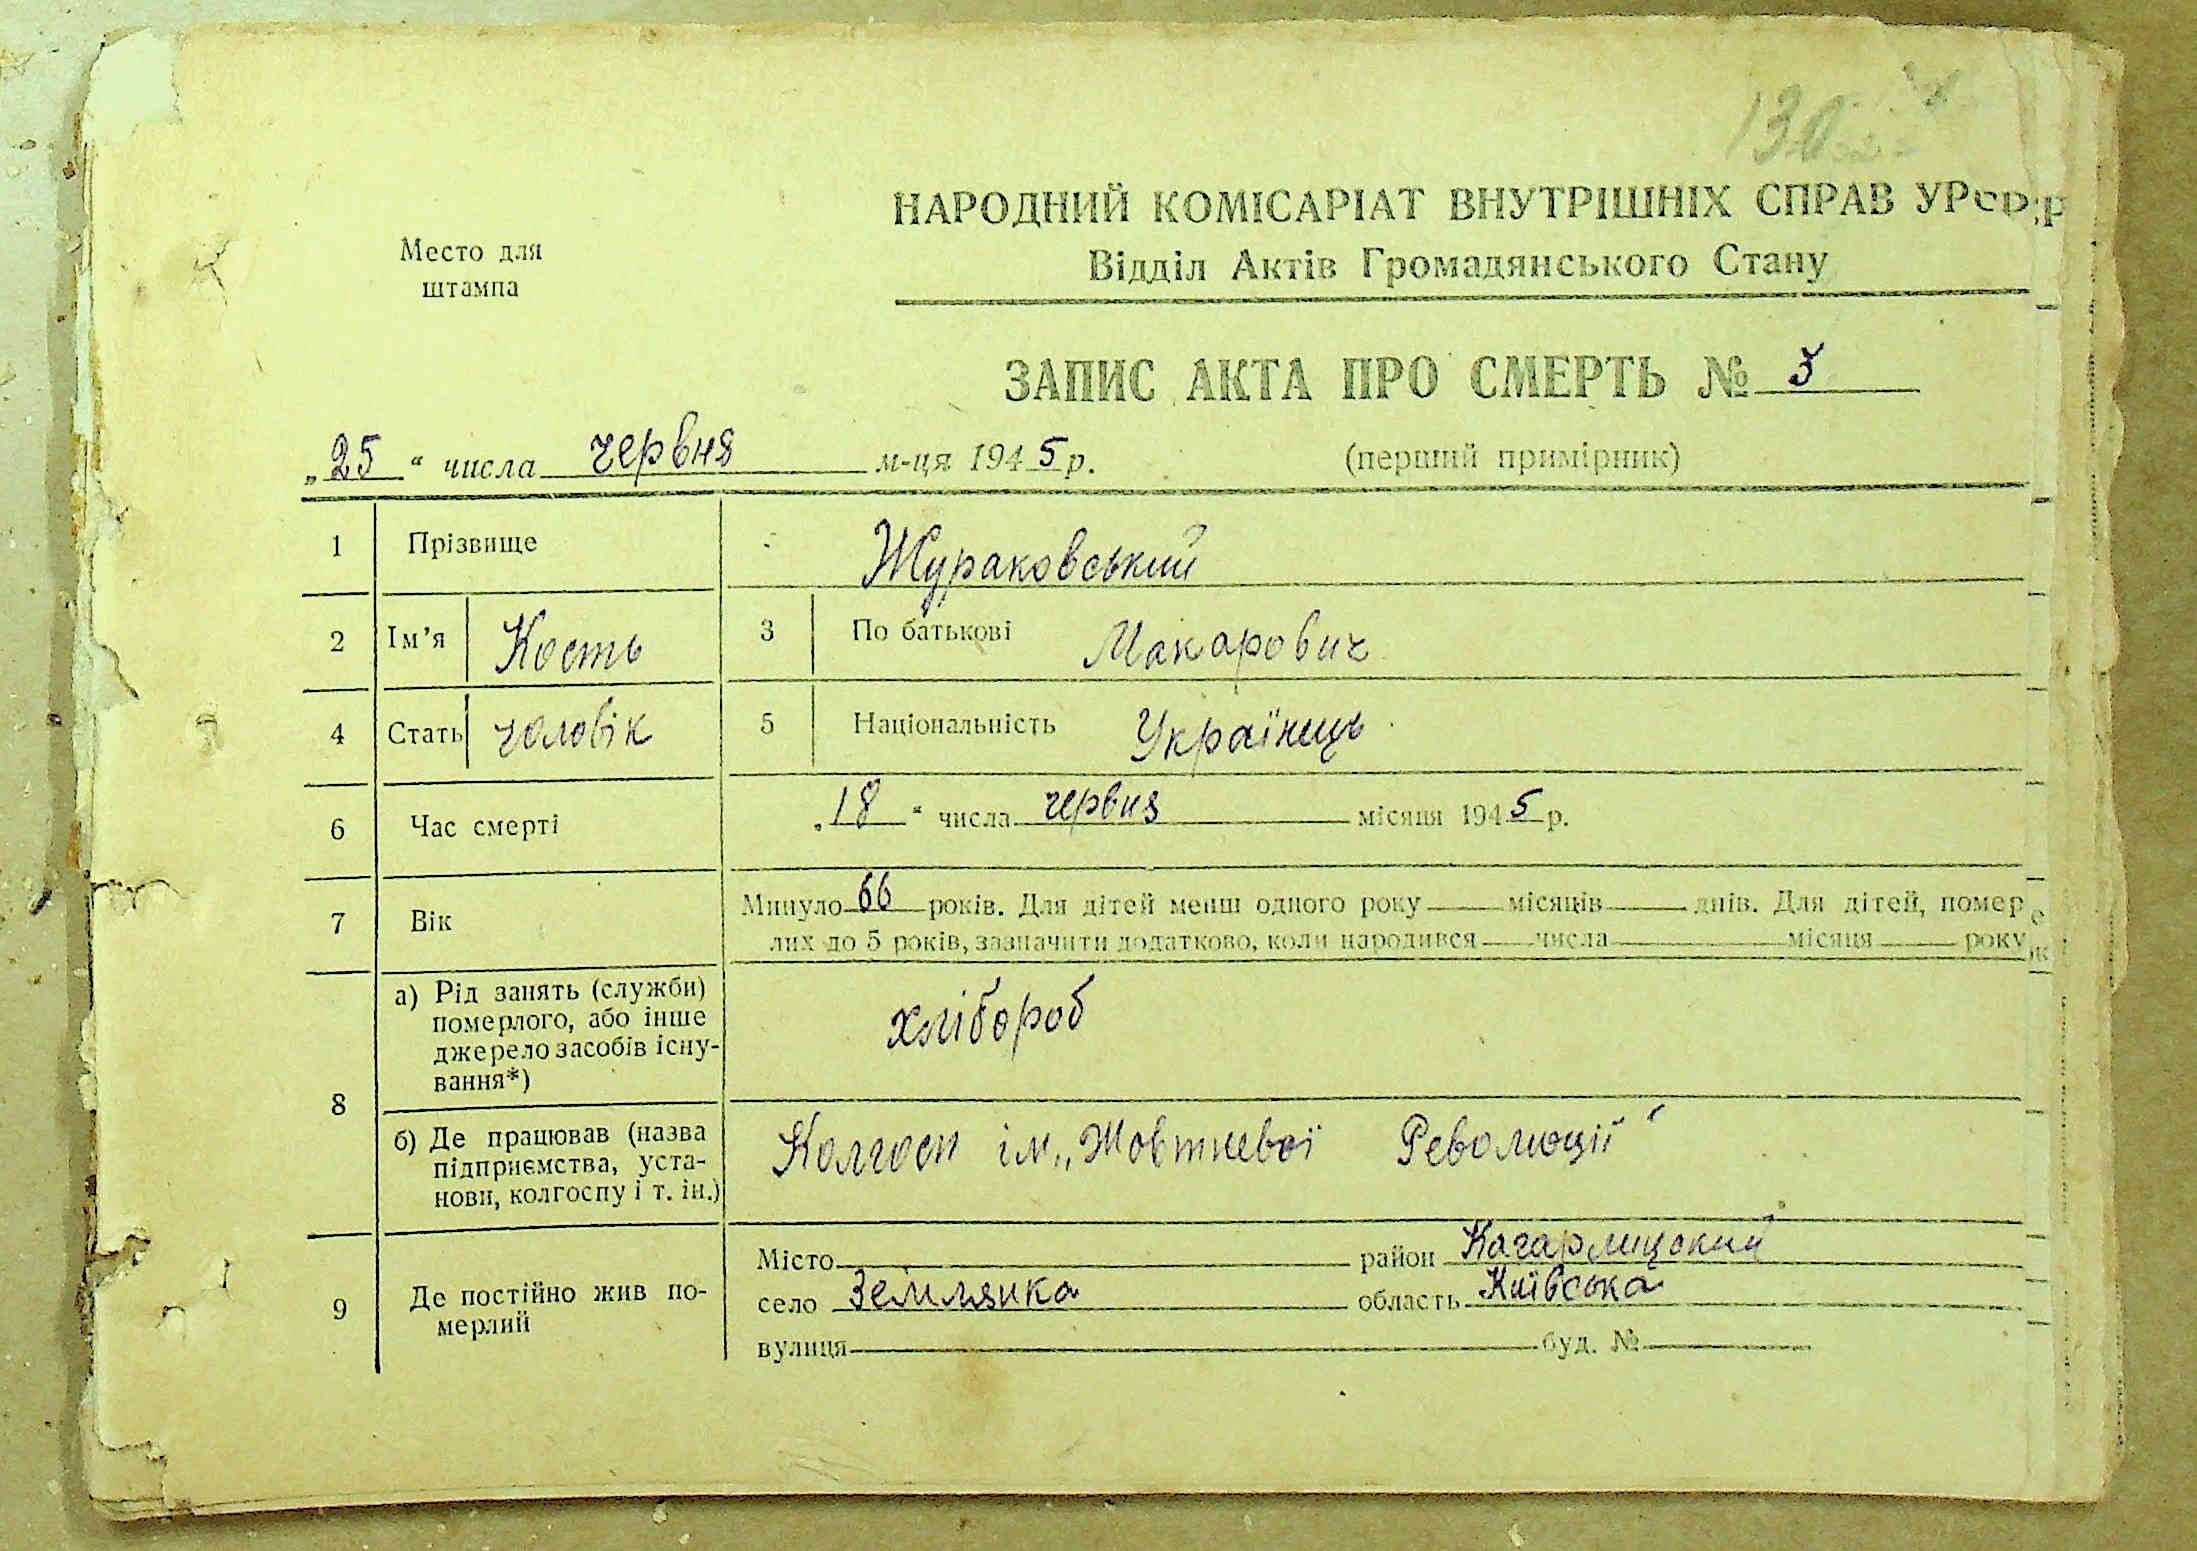 130
НАРОДНИЙ КОМІСАРІАТ ВНУТРІШНІХ СПРАВ УРСР
Место для
штампа
Відділ Актів Громадянського Стану
ЗАПИС АКТА ПРО СМЕРТЬ № 3
„25“ числа червня м-ця 1945 р. (перший примірник)
1 Прізвище Жураковський
2 Ім’я Кость 3 По батькові Макарович
4 Стать чоловік 5 Національність Українець
6 Час смерті „18“ числа червня місяця 1945 р.
7 Вік Минуло 66 років. Для дітей менш одного року місяців днів. Для дітей, помер
лих до 5 років, зазначити додатково, коли народився числа місяця року
8 а) Рід занять (служби)
померлого, або інше
джерело засобів існу-
вання*) хлібороб
б) Де працював (назва
підприємства, уста-
нови, колгоспу і т. ін.) Колгосп ім. „Жовтневої Революції“
9 Де постійно жив по-
мерлий
Місто район Кагарлицький
село Землянка область Київська
вулиця буд. №